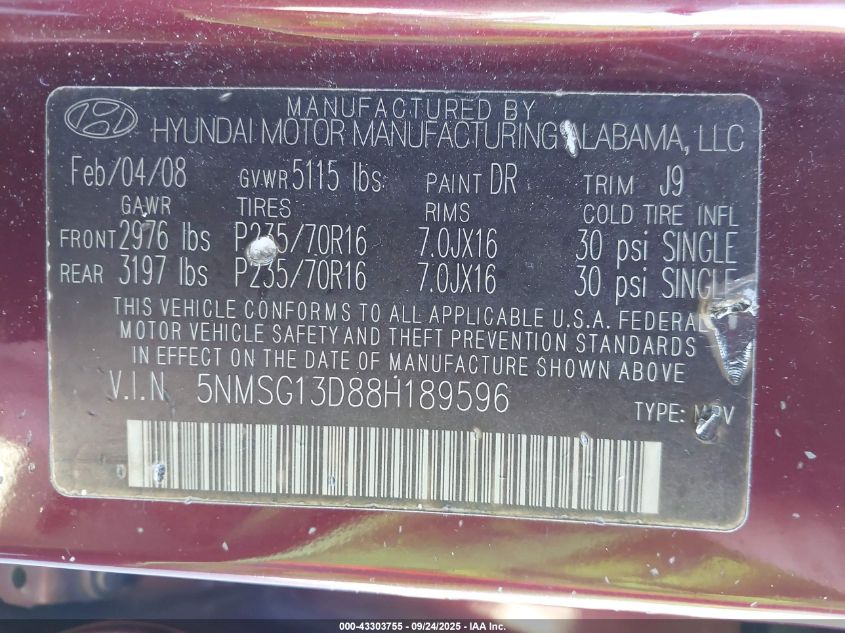 MANUFACTURED BY
HYUNDAI MOTOR MANUFACTURING ALABAMA, LLC
Feb/04/08 GVWR 5115 lbs PAINT DR TRIM J9
GAWR TIRES RIMS COLD TIRE INFL
FRONT 2976 lbs P235/70R16 7.0JX16 30 psi SINGLE
REAR 3197 lbs P235/70R16 7.0JX16 30 psi SINGLE
THIS VEHICLE CONFORMS TO ALL APPLICABLE U.S.A. FEDERAL
MOTOR VEHICLE SAFETY AND THEFT PREVENTION STANDARDS
IN EFFECT ON THE DATE OF MANUFACTURE SHOWN ABOVE.
V.I.N 5NMSG13D88H189596
TYPE: MPV
000-43303755 - 09/24/2025 - IAA Inc.